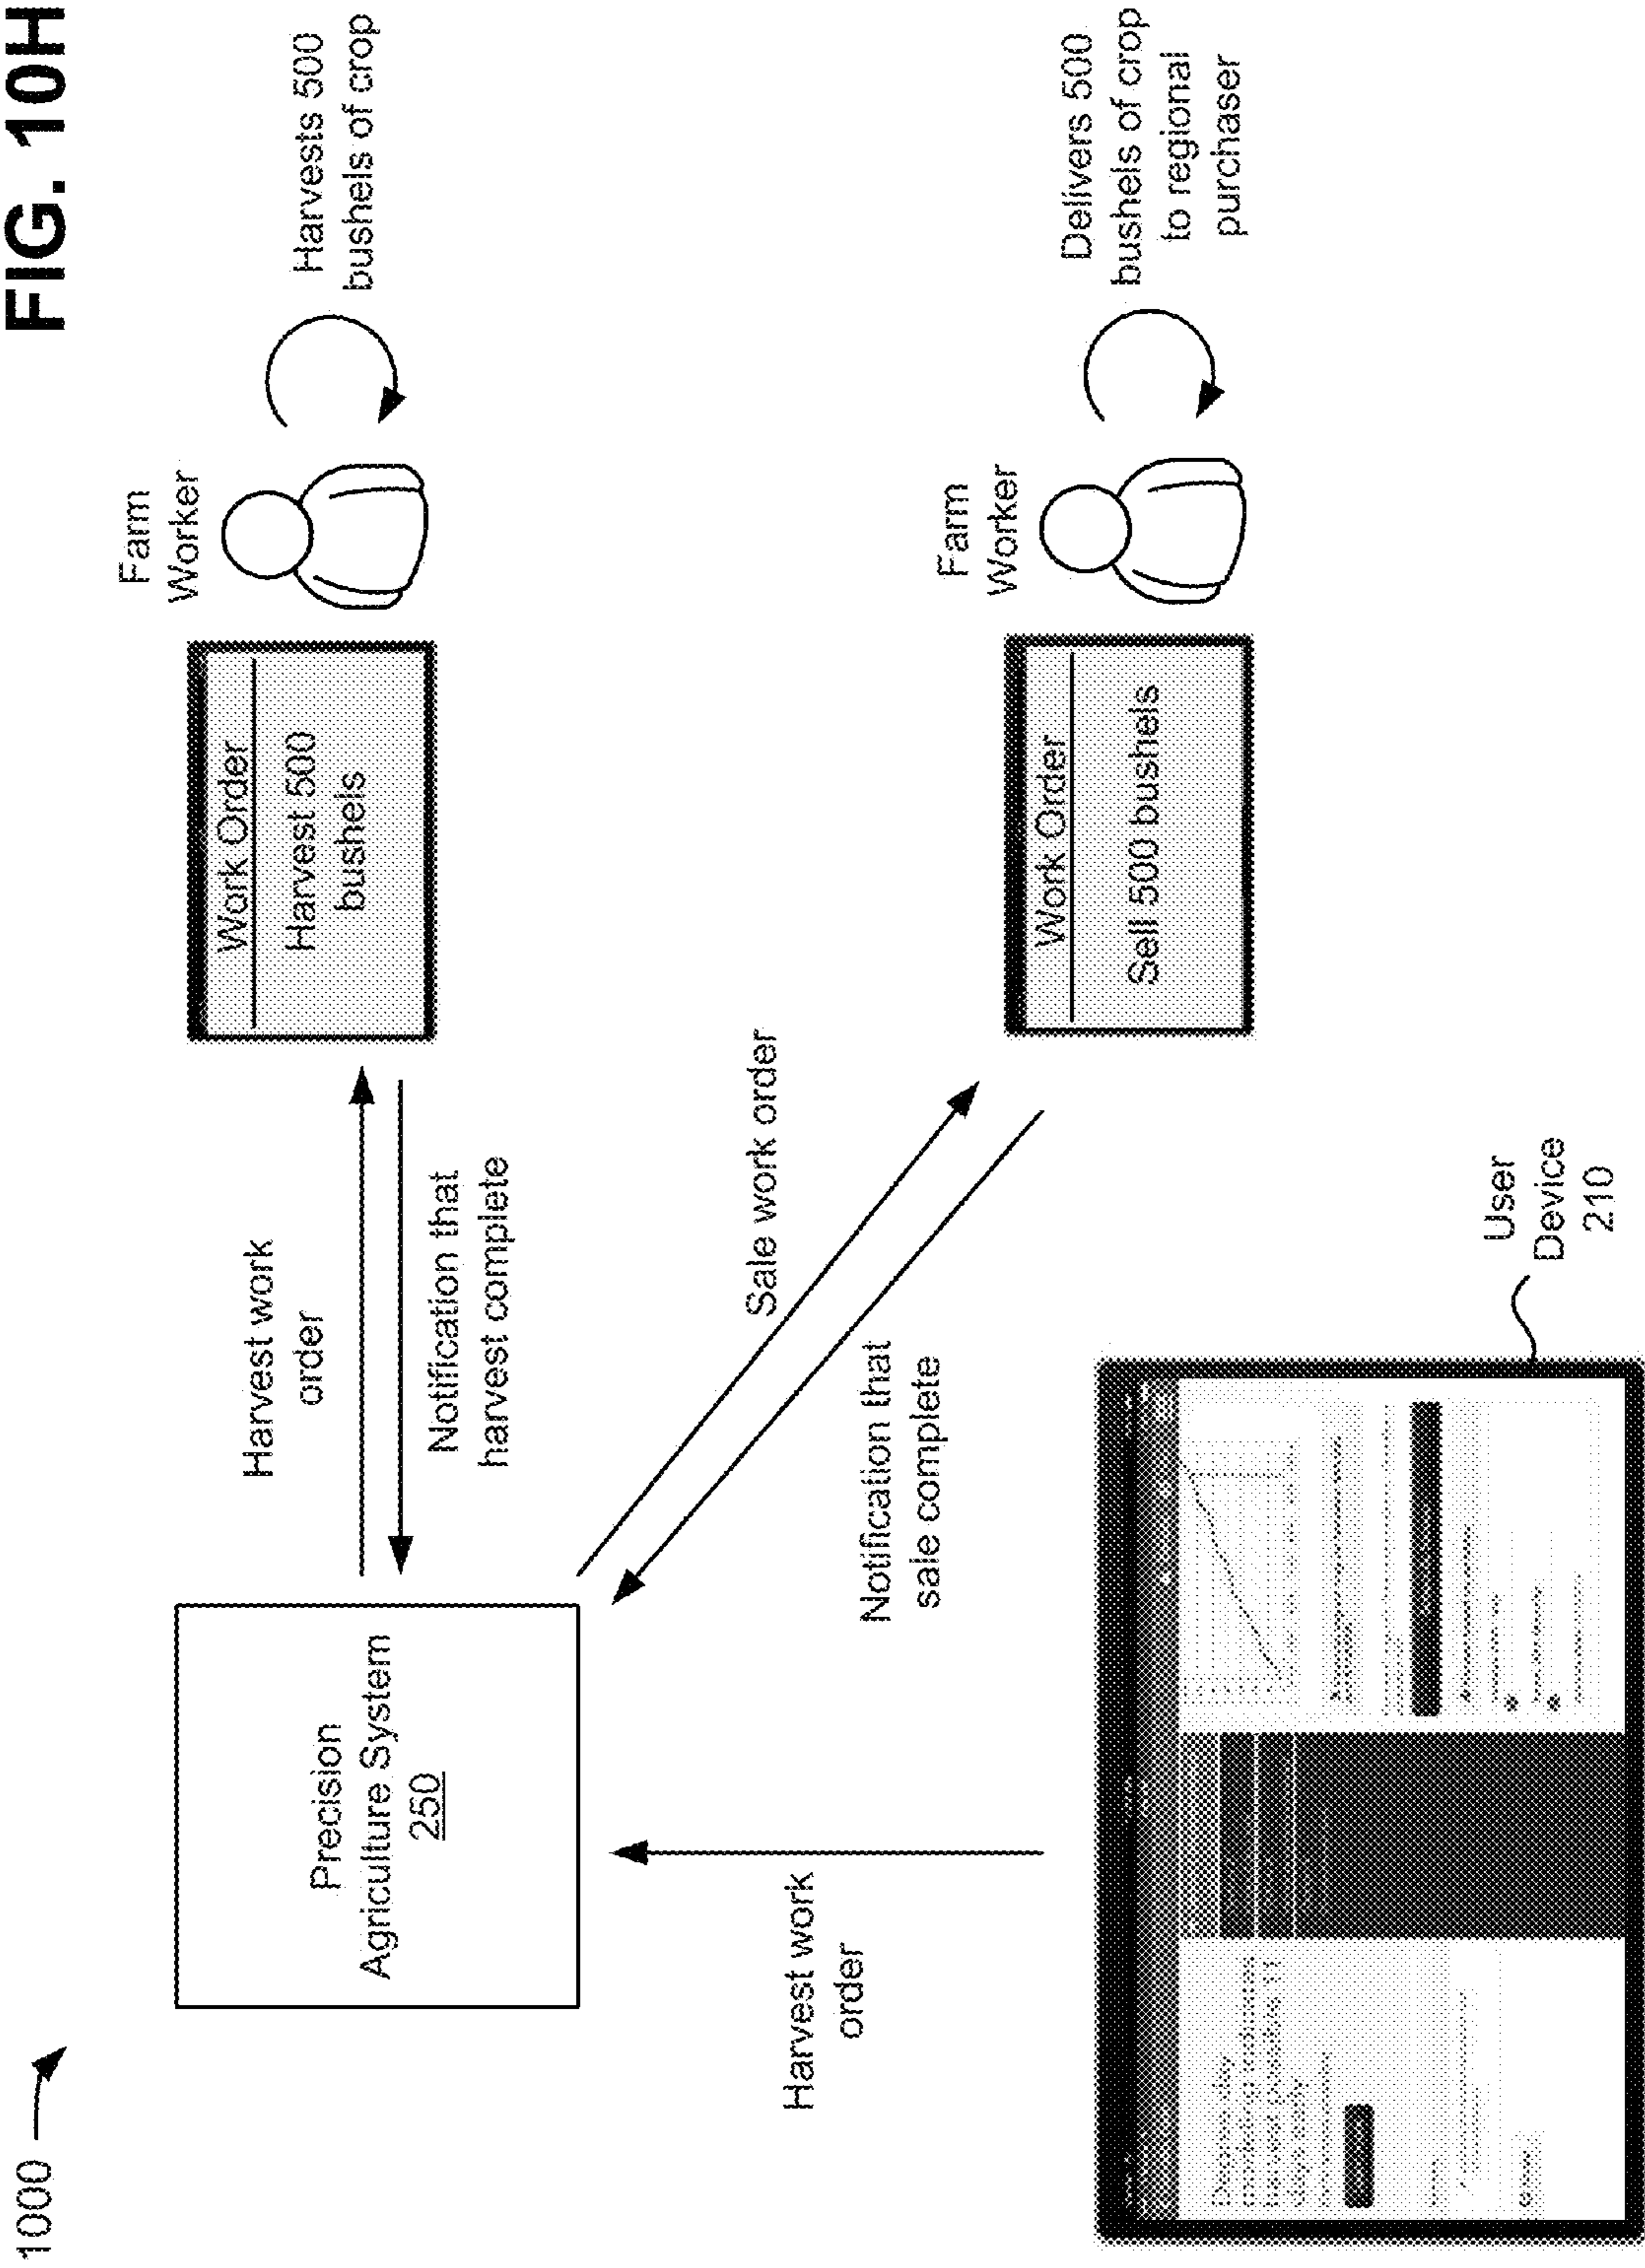 FIG. 10H
1000
Precision
Agriculture System
250
Harvest work
order
Notification that
harvest complete
Work Order
Harvest 500
bushels
Farm
Worker
Harvests 500
bushels of crop
Harvest work
order
Sale work order
Notification that
sale complete
Work Order
Sell 500 bushels
Farm
Worker
Delivers 500
bushels of crop
to regional
purchaser
User
Device
210